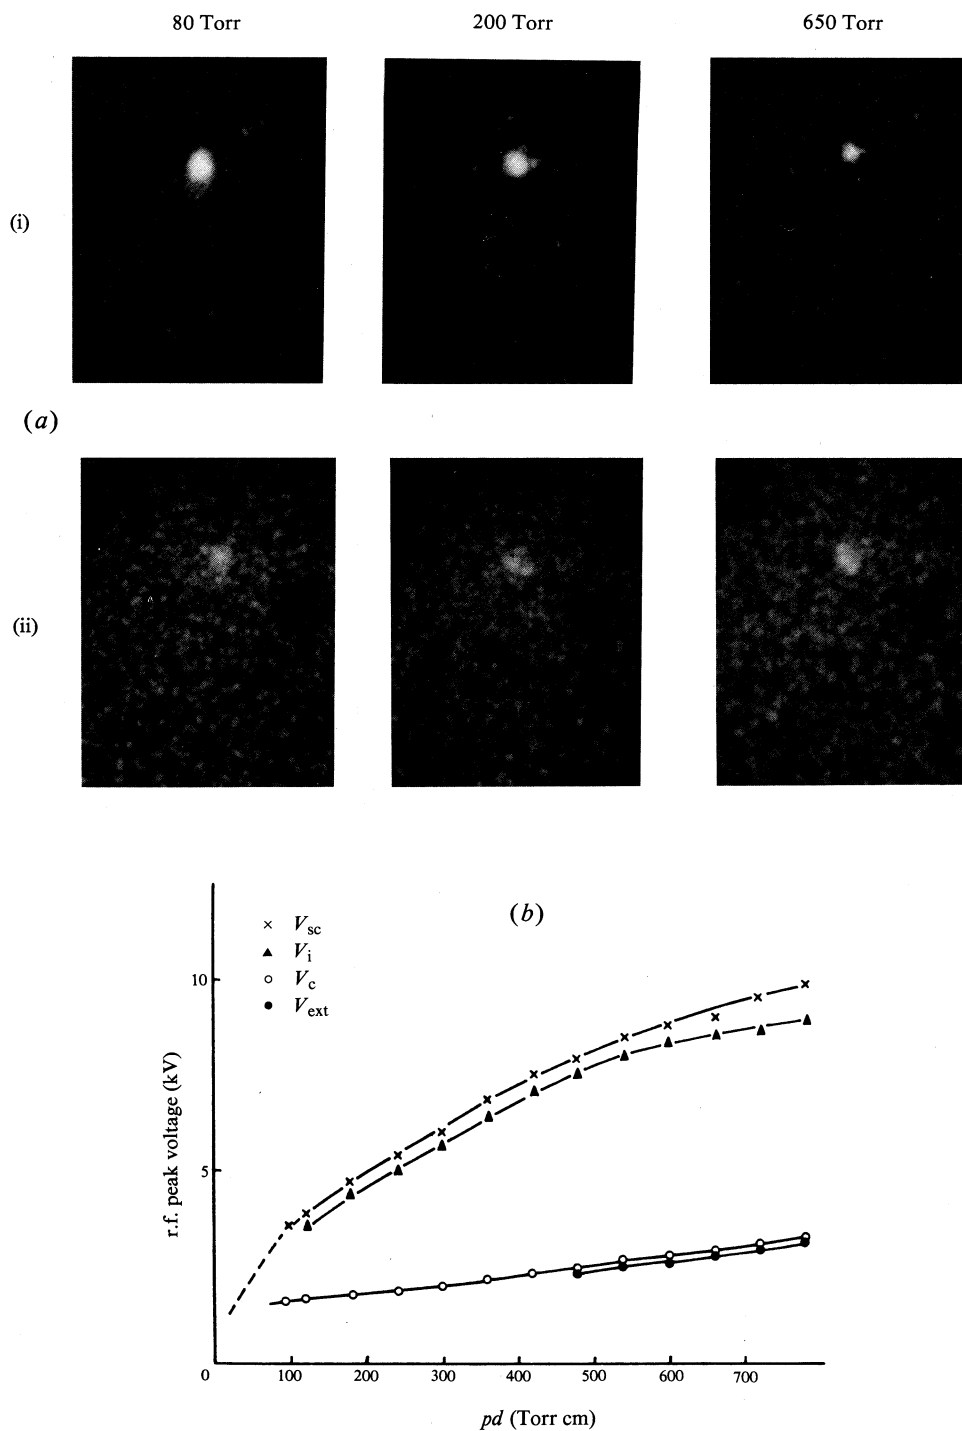 80 Torr 200 Torr 650 Torr
(i)
(a)
(ii)
(b)
× V_sc
▲ V_i
○ V_c
● V_ext
10
5
0 100 200 300 400 500 600 700
r.f. peak voltage (kV)
pd (Torr cm)